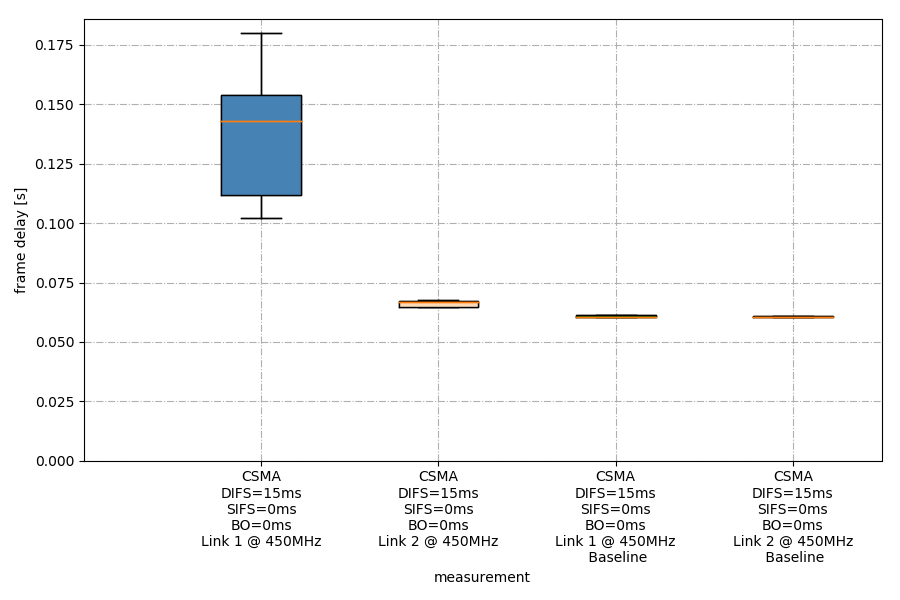 0.175
0.150
0.125
0.100
0.075
0.050
0.025
0.000
frame delay [s]
CSMA
DIFS=15ms
SIFS=0ms
BO=0ms
Link 1 @ 450MHz
CSMA
DIFS=15ms
SIFS=0ms
BO=0ms
Link 2 @ 450MHz
CSMA
DIFS=15ms
SIFS=0ms
BO=0ms
Link 1 @ 450MHz
Baseline
CSMA
DIFS=15ms
SIFS=0ms
BO=0ms
Link 2 @ 450MHz
Baseline
measurement